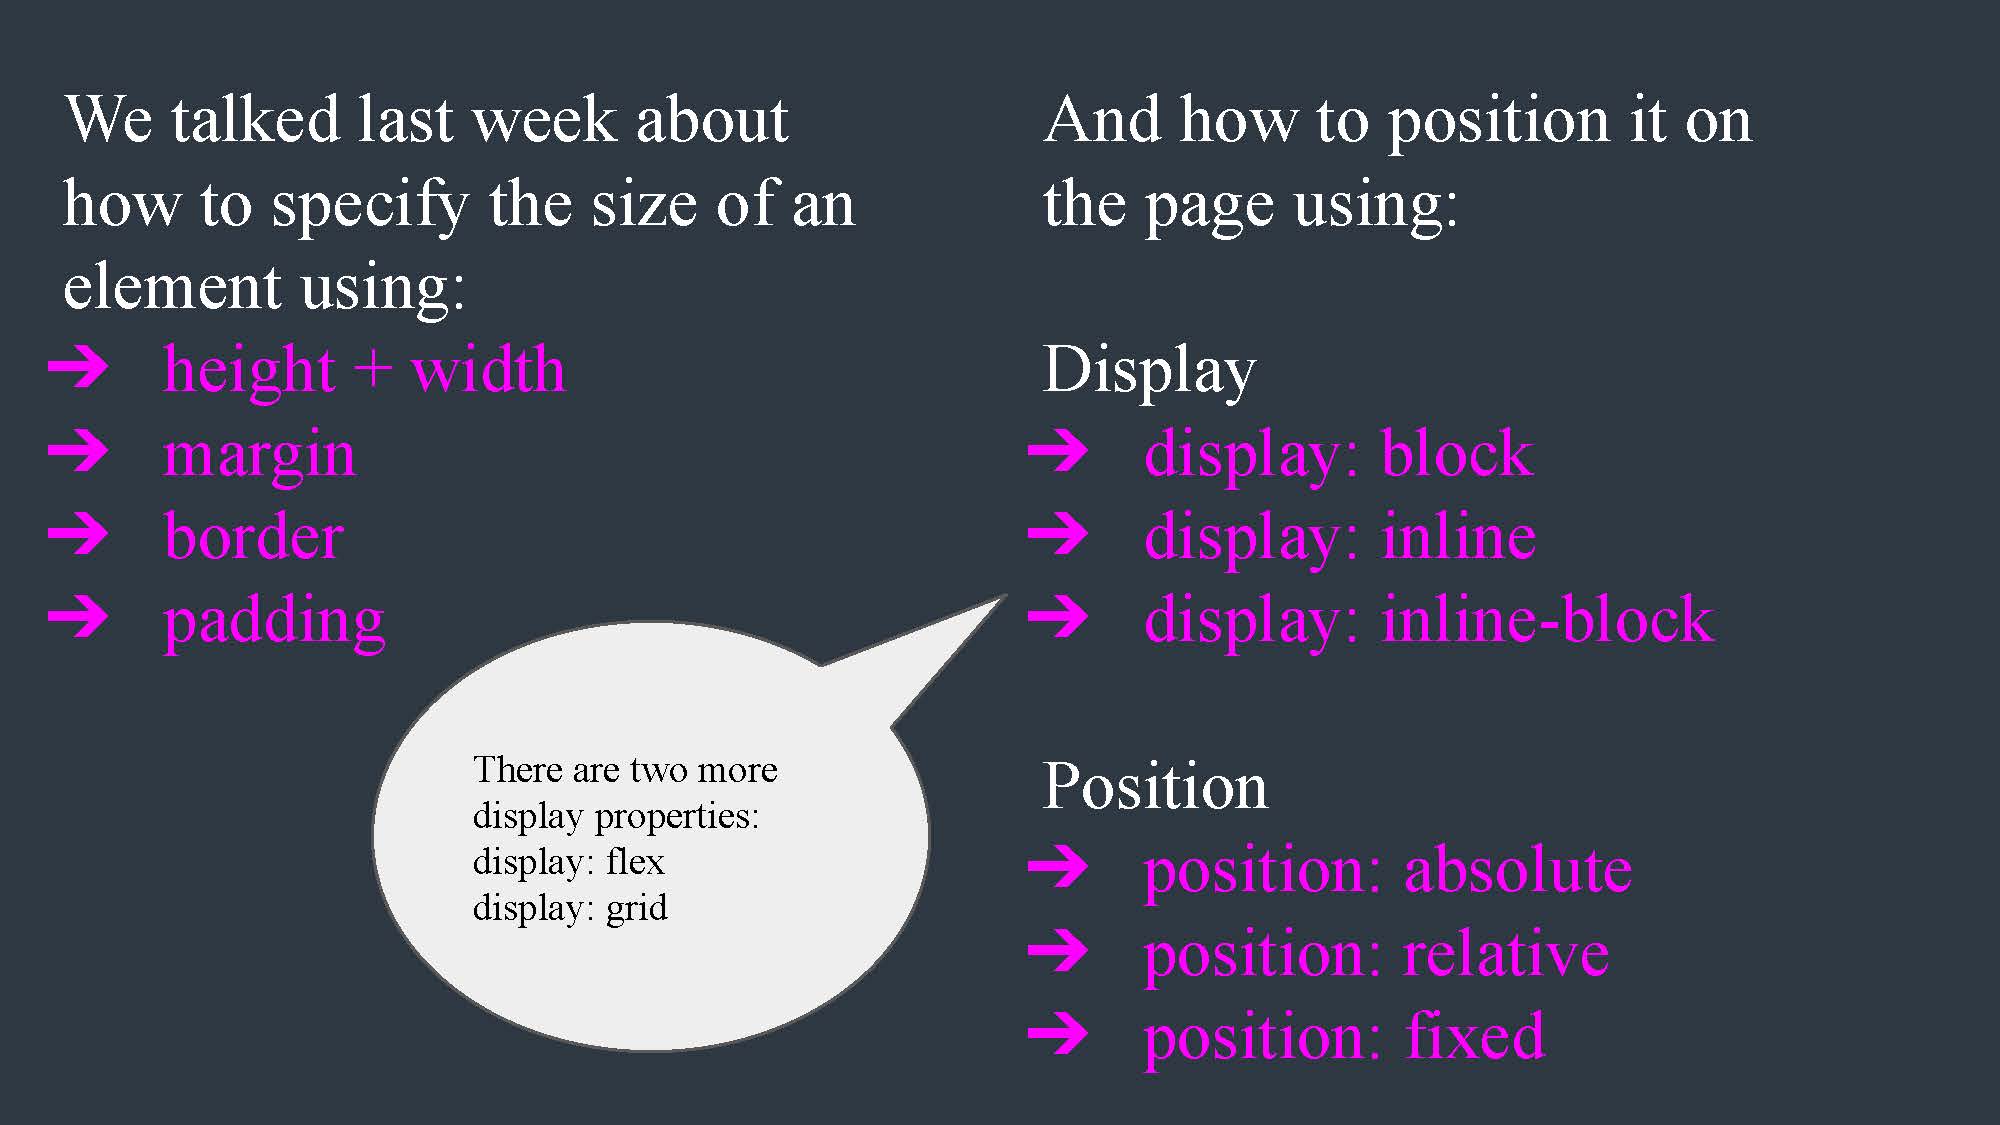 We talked last week about
how to specify the size of an
element using:
➔ height + width
➔ margin
➔ border
➔ padding
There are two more
display properties:
display: flex
display: grid
And how to position it on
the page using:
Display
➔ display: block
➔ display: inline
➔ display: inline-block
Position
➔ position: absolute
➔ position: relative
➔ position: fixed